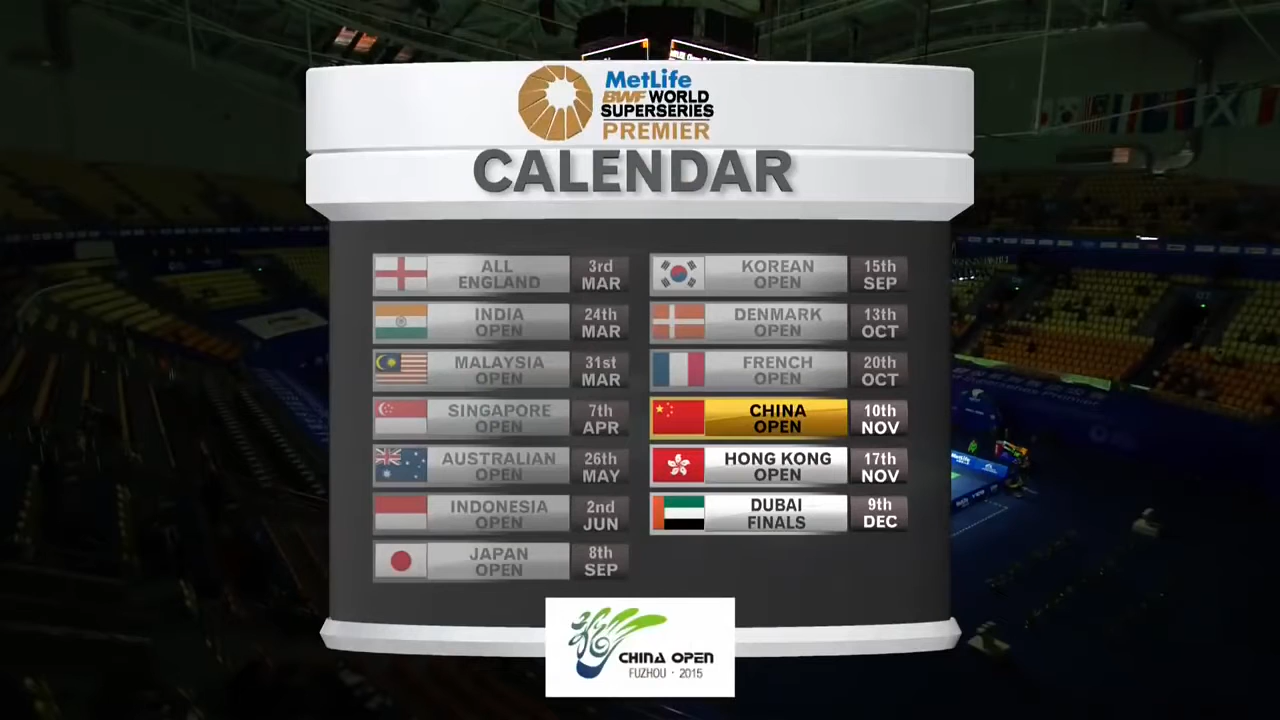 MetLife
BWF WORLD
SUPERSERIES
PREMIER
CALENDAR
ALL
ENGLAND
3rd
MAR
INDIA
OPEN
24th
MAR
MALAYSIA
OPEN
31st
MAR
SINGAPORE
OPEN
7th
APR
AUSTRALIAN
OPEN
26th
MAY
INDONESIA
OPEN
2nd
JUN
JAPAN
OPEN
8th
SEP
KOREAN
OPEN
15th
SEP
DENMARK
OPEN
13th
OCT
FRENCH
OPEN
20th
OCT
CHINA
OPEN
10th
NOV
HONG KONG
OPEN
17th
NOV
DUBAI
FINALS
9th
DEC
CHINA OPEN
FUZHOU · 2015